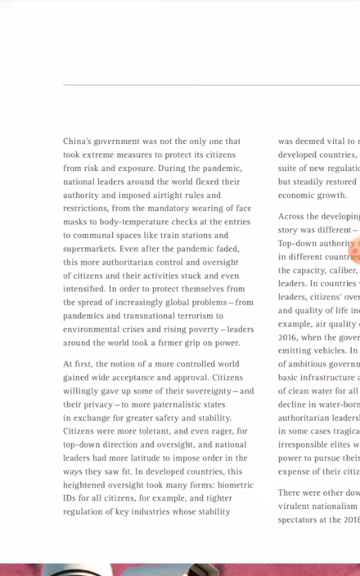 China's government was not the only one that
took extreme measures to protect its citizens
from risk and exposure. During the pandemic,
national leaders around the world flexed their
authority and imposed airtight rules and
restrictions, from the mandatory wearing of face
masks to body-temperature checks at the entries
to communal spaces like train stations and
supermarkets. Even after the pandemic faded,
this more authoritarian control and oversight
of citizens and their activities stuck and even
intensified. In order to protect themselves from
the spread of increasingly global problems—from
pandemics and transnational terrorism to
environmental crises and rising poverty—leaders
around the world took a firmer grip on power.
At first, the notion of a more controlled world
gained wide acceptance and approval. Citizens
willingly gave up some of their sovereignty—and
their privacy—to more paternalistic states
in exchange for greater safety and stability.
Citizens were more tolerant, and even eager, for
top-down direction and oversight, and national
leaders had more latitude to impose order in the
ways they saw fit. In developed countries, this
heightened oversight took many forms: biometric
IDs for all citizens, for example, and tighter
regulation of key industries whose stability
was deemed vital to
developed countries,
suite of new
but steadily restored
economic growth.
Across the
story was different—
Top-down authority
in different
the capacity, caliber,
leaders. In countries
leaders, citizens'
and quality of life
example, air quality
2016, when the
emitting vehicles. In
of ambitious
basic infrastructure
of clean water for all
decline in
authoritarian
in some cases
irresponsible elites
power to pursue their
expense of their
There were other
virulent nationalism
spectators at the